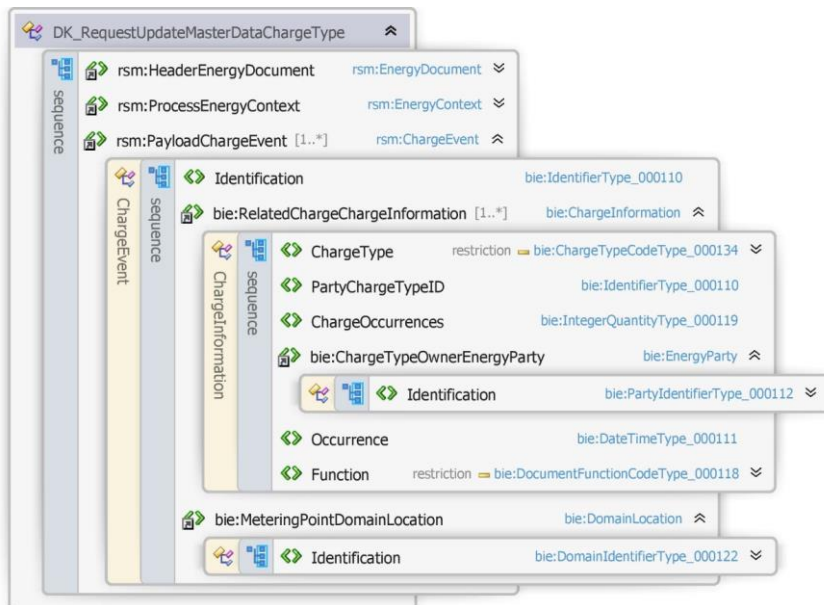 DK_RequestUpdateMasterDataChargeType
sequence
rsm:HeaderEnergyDocument rsm:EnergyDocument
rsm:ProcessEnergyContext rsm:EnergyContext
rsm:PayloadChargeEvent [1..*] rsm:ChargeEvent
ChargeEvent
sequence
Identification bie:IdentifierType_000110
bie:RelatedChargeChargeInformation [1..*] bie:ChargeInformation
ChargeInformation
sequence
ChargeType restriction bie:ChargeTypeCodeType_000134
PartyChargeTypeID bie:IdentifierType_000110
ChargeOccurrences bie:IntegerQuantityType_000119
bie:ChargeTypeOwnerEnergyParty bie:EnergyParty
Identification bie:PartyIdentifierType_000112
Occurrence bie:DateTimeType_000111
Function restriction bie:DocumentFunctionCodeType_000118
bie:MeteringPointDomainLocation bie:DomainLocation
Identification bie:DomainIdentifierType_000122